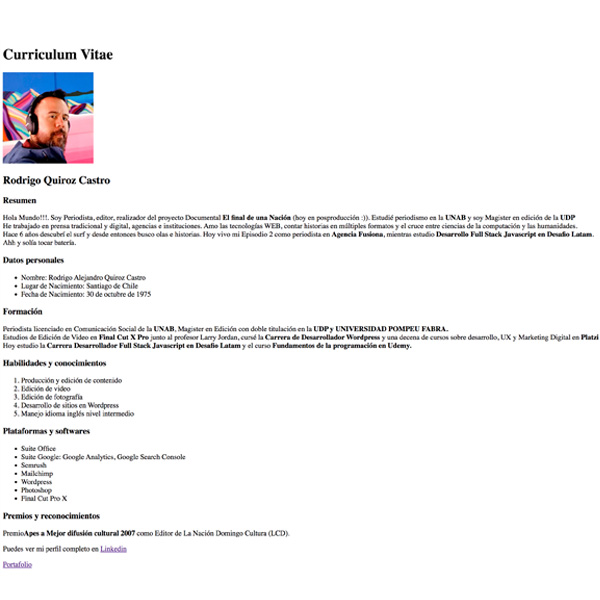 Curriculum Vitae
Rodrigo Quiroz Castro
Resumen
Hola Mundo!!!. Soy Periodista, editor, realizador del proyecto Documental El final de una Nación (hoy en posproducción :)). Estudié periodismo en la UNAB y soy Magister en edición de la UDP
He trabajado en prensa tradicional y digital, agencias e instituciones. Amo las tecnologías WEB, contar historias en múltiples formatos y el cruce entre ciencias de la computación y las humanidades.
Hace 6 años descubrí el surf y desde entonces busco olas e historias. Hoy vivo mi Episodio 2 como periodista en Agencia Fusiona, mientras estudio Desarrollo Full Stack Javascript en Desafio Latam.
Ahh y solía tocar batería.
Datos personales
• Nombre: Rodrigo Alejandro Quiroz Castro
• Lugar de Nacimiento: Santiago de Chile
• Fecha de Nacimiento: 30 de octubre de 1975
Formación
Periodista licenciado en Comunicación Social de la UNAB, Magister en Edición con doble titulación en la UDP y UNIVERSIDAD POMPEU FABRA.
Estudios de Edición de Video en Final Cut X Pro junto al profesor Larry Jordan, cursé la Carrera de Desarrollador Wordpress y una decena de cursos sobre desarrollo, UX y Marketing Digital en Platzi
Hoy estudio la Carrera Desarrollador Full Stack Javascript en Desafio Latam y el curso Fundamentos de la programación en Udemy.
Habilidades y conocimientos
1. Producción y edición de contenido
2. Edición de video
3. Edición de fotografía
4. Desarrollo de sitios en Wordpress
5. Manejo idioma inglés nivel intermedio
Plataformas y softwares
• Suite Office
• Suite Google: Google Analytics, Google Search Console
• Semrush
• Mailchimp
• Wordpress
• Photoshop
• Final Cut Pro X
Premios y reconocimientos
PremioApes a Mejor difusión cultural 2007 como Editor de La Nación Domingo Cultura (LCD).
Puedes ver mi perfil completo en Linkedin
Portafolio